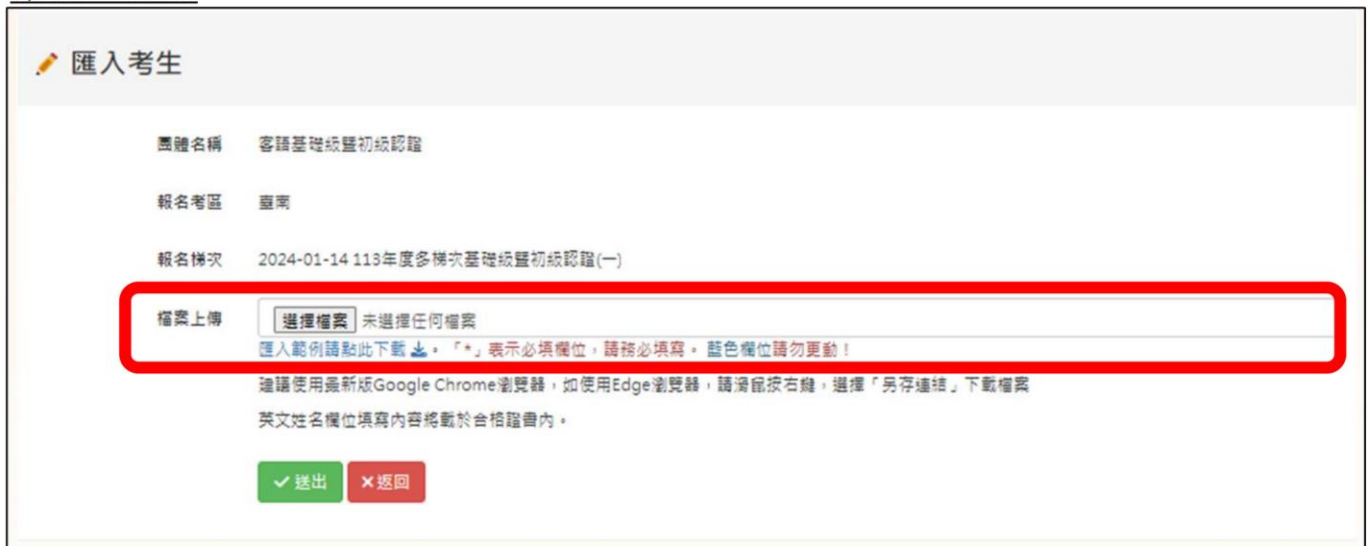 匯入考生
團體名稱 客語基礎級暨初級認證
報名考區 臺南
報名梯次 2024-01-14 113年度多梯次基礎級暨初級認證(一)
檔案上傳 選擇檔案 未選擇任何檔案
匯入範例請點此下載。「*」表示必填欄位，請務必填寫。藍色欄位請勿更動！
建議使用最新版Google Chrome瀏覽器，如使用Edge瀏覽器，請滑鼠按右鍵，選擇「另存連結」下載檔案
英文姓名欄位填寫內容將載於合格證書內。
送出 返回